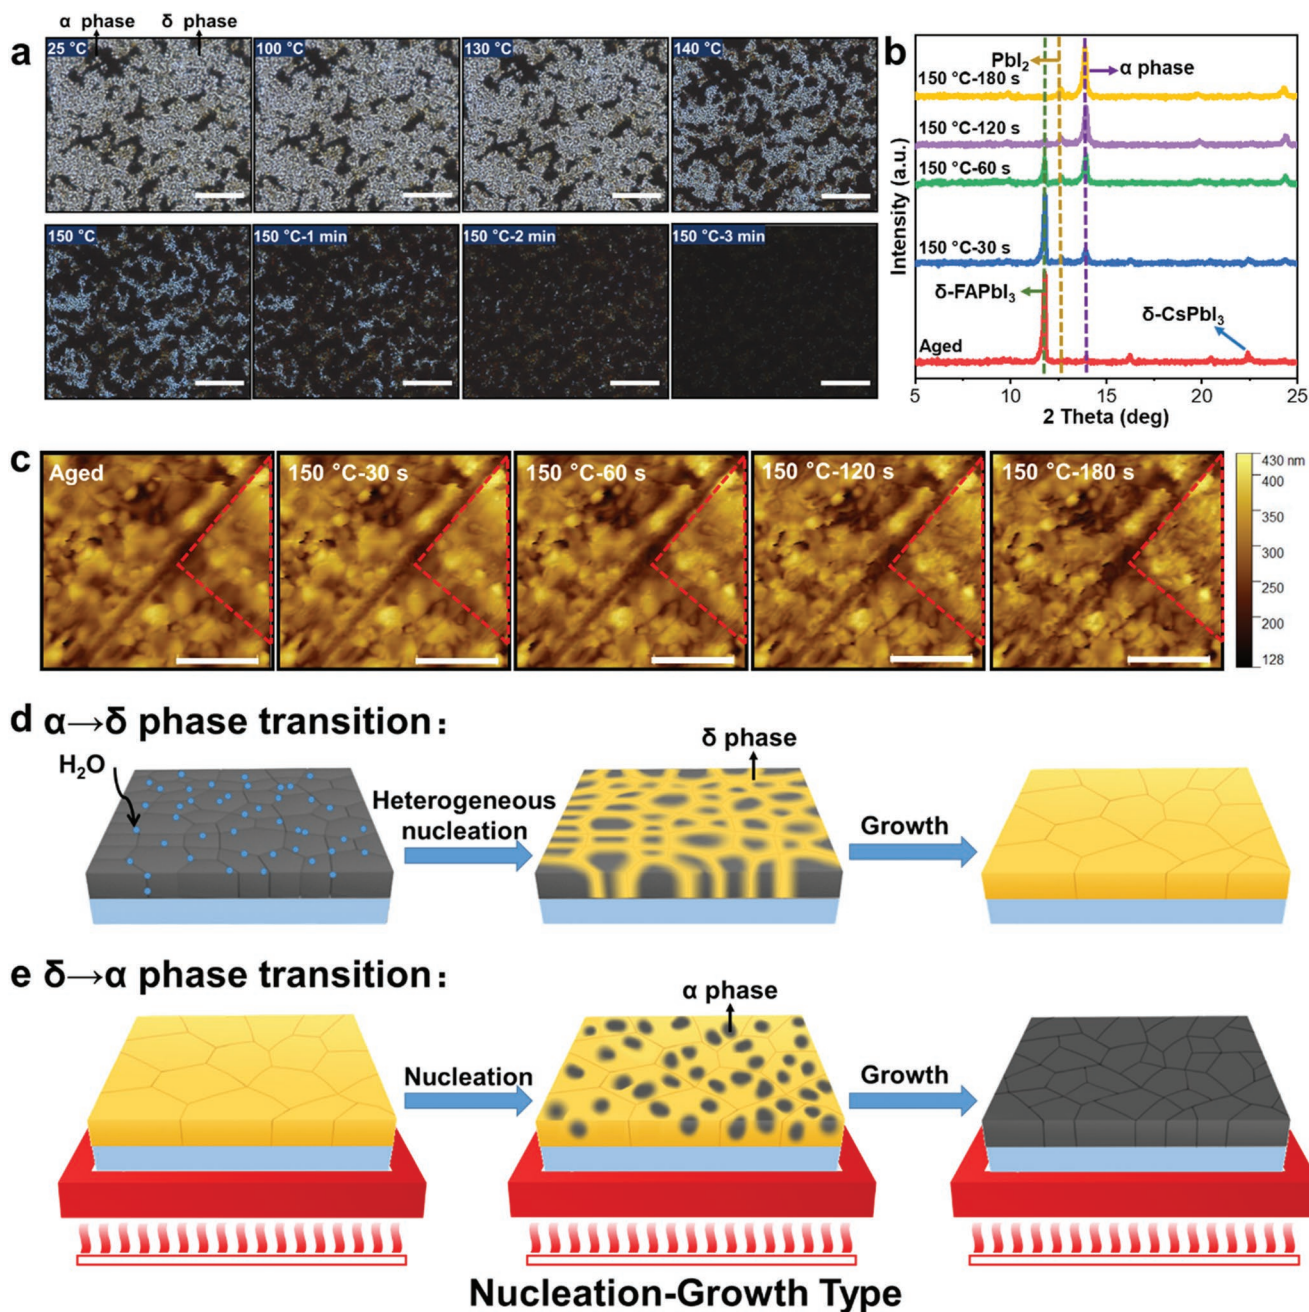 a
α phase
δ phase
25 °C
100 °C
130 °C
140 °C
150 °C
150 °C-1 min
150 °C-2 min
150 °C-3 min
b
PbI₂
α phase
150 °C-180 s
150 °C-120 s
150 °C-60 s
150 °C-30 s
δ-FAPbI₃
δ-CsPbI₃
Aged
Intensity (a.u.)
5
10
15
20
25
2 Theta (deg)
c
Aged
150 °C-30 s
150 °C-60 s
150 °C-120 s
150 °C-180 s
430 nm
400
350
300
250
200
128
d α→δ phase transition:
H₂O
Heterogeneous
nucleation
δ phase
Growth
e δ→α phase transition:
Nucleation
α phase
Growth
Nucleation-Growth Type